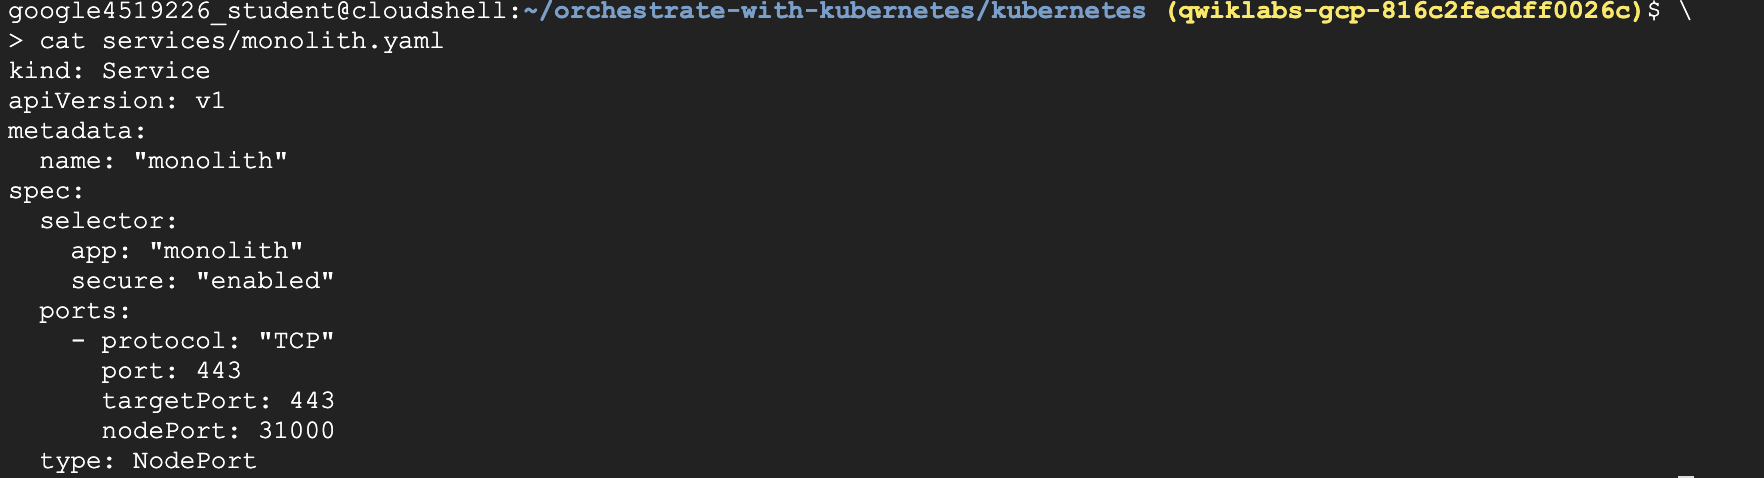 google4519226_student@cloudshell:~/orchestrate-with-kubernetes/kubernetes (qwiklabs-gcp-816c2fecdff0026c)$ \
> cat services/monolith.yaml
kind: Service
apiVersion: v1
metadata:
  name: "monolith"
spec:
  selector:
    app: "monolith"
    secure: "enabled"
  ports:
    - protocol: "TCP"
      port: 443
      targetPort: 443
      nodePort: 31000
  type: NodePort